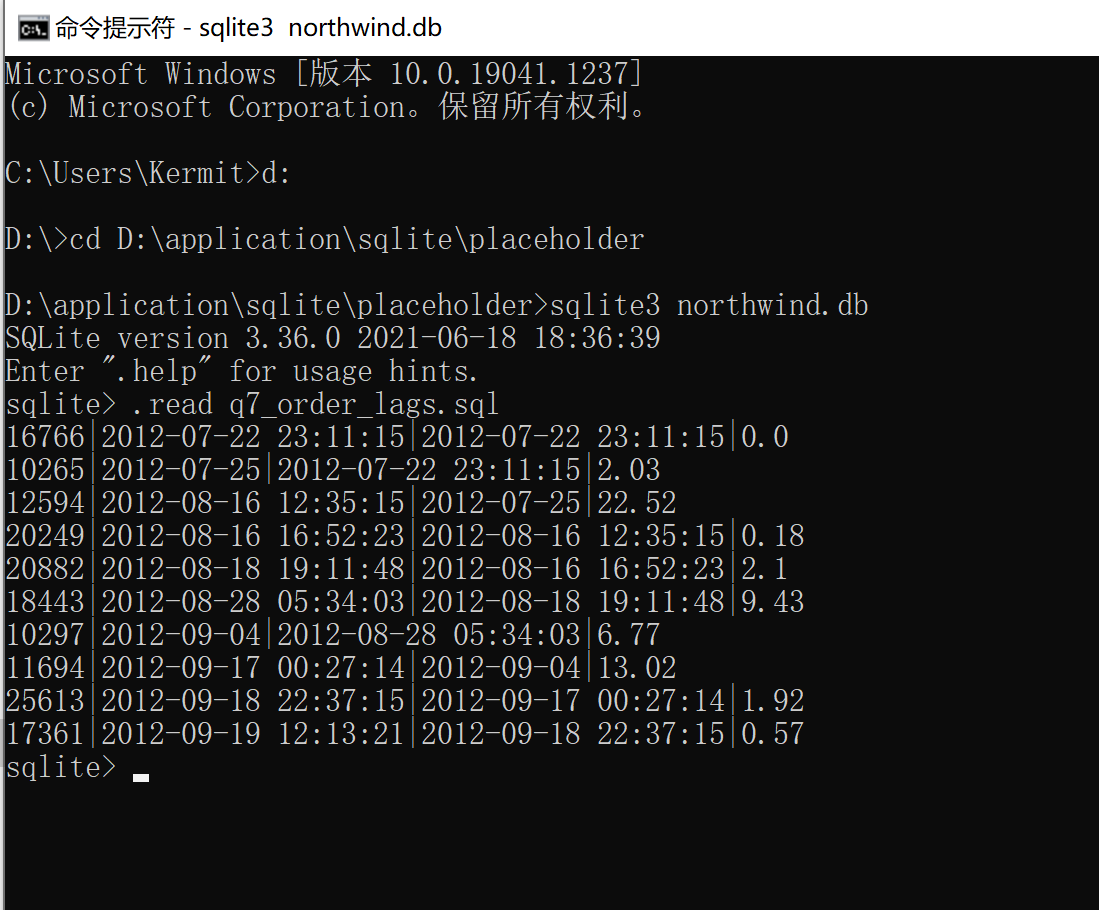 命令提示符 - sqlite3  northwind.db
Microsoft Windows [版本 10.0.19041.1237]
(c) Microsoft Corporation。保留所有权利。
C:\Users\Kermit>d:
D:\>cd D:\application\sqlite\placeholder
D:\application\sqlite\placeholder>sqlite3 northwind.db
SQLite version 3.36.0 2021-06-18 18:36:39
Enter ".help" for usage hints.
sqlite> .read q7_order_lags.sql
16766|2012-07-22 23:11:15|2012-07-22 23:11:15|0.0
10265|2012-07-25|2012-07-22 23:11:15|2.03
12594|2012-08-16 12:35:15|2012-07-25|22.52
20249|2012-08-16 16:52:23|2012-08-16 12:35:15|0.18
20882|2012-08-18 19:11:48|2012-08-16 16:52:23|2.1
18443|2012-08-28 05:34:03|2012-08-18 19:11:48|9.43
10297|2012-09-04|2012-08-28 05:34:03|6.77
11694|2012-09-17 00:27:14|2012-09-04|13.02
25613|2012-09-18 22:37:15|2012-09-17 00:27:14|1.92
17361|2012-09-19 12:13:21|2012-09-18 22:37:15|0.57
sqlite>